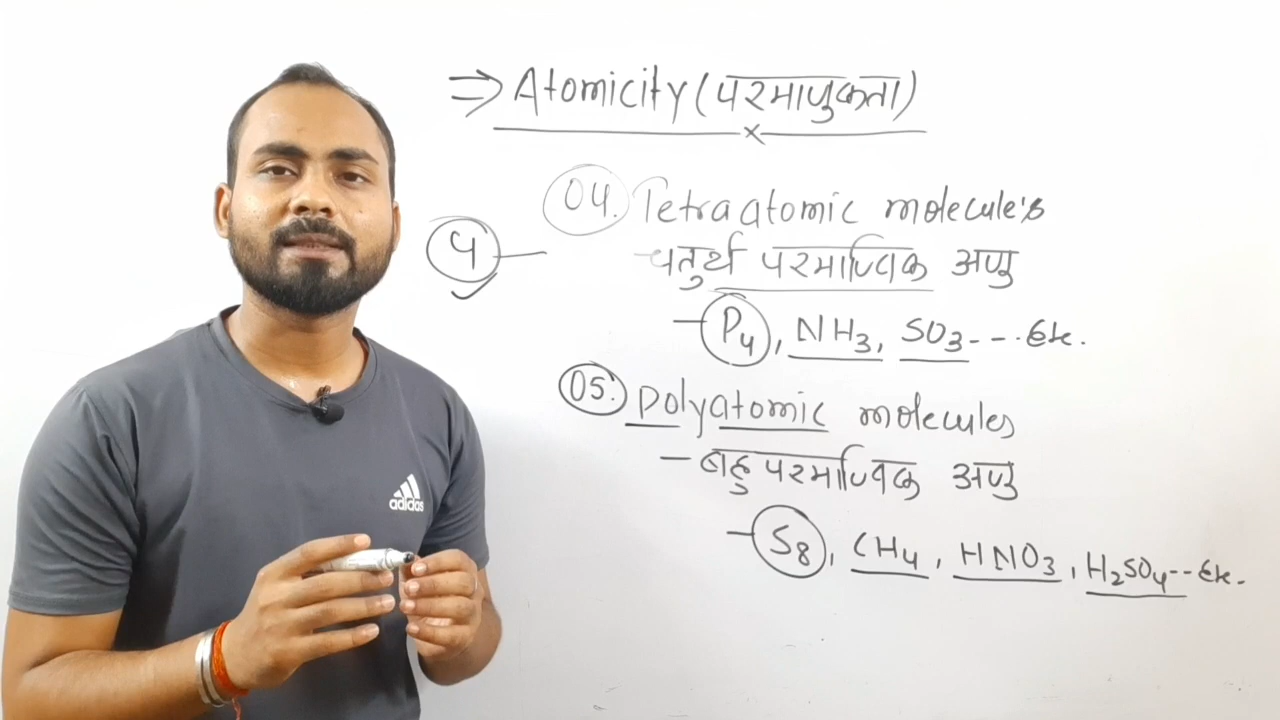 ⇒ Atomicity (परमाणुकता)
04. Tetraatomic molecule's
4 — चतुर्थ परमाण्विक अणु
– P₄, NH₃, SO₃---. Etc.
05. Polyatomic molecules
– बहु परमाण्विक अणु
– S₈, CH₄, HNO₃, H₂SO₄--Etc.
adidas